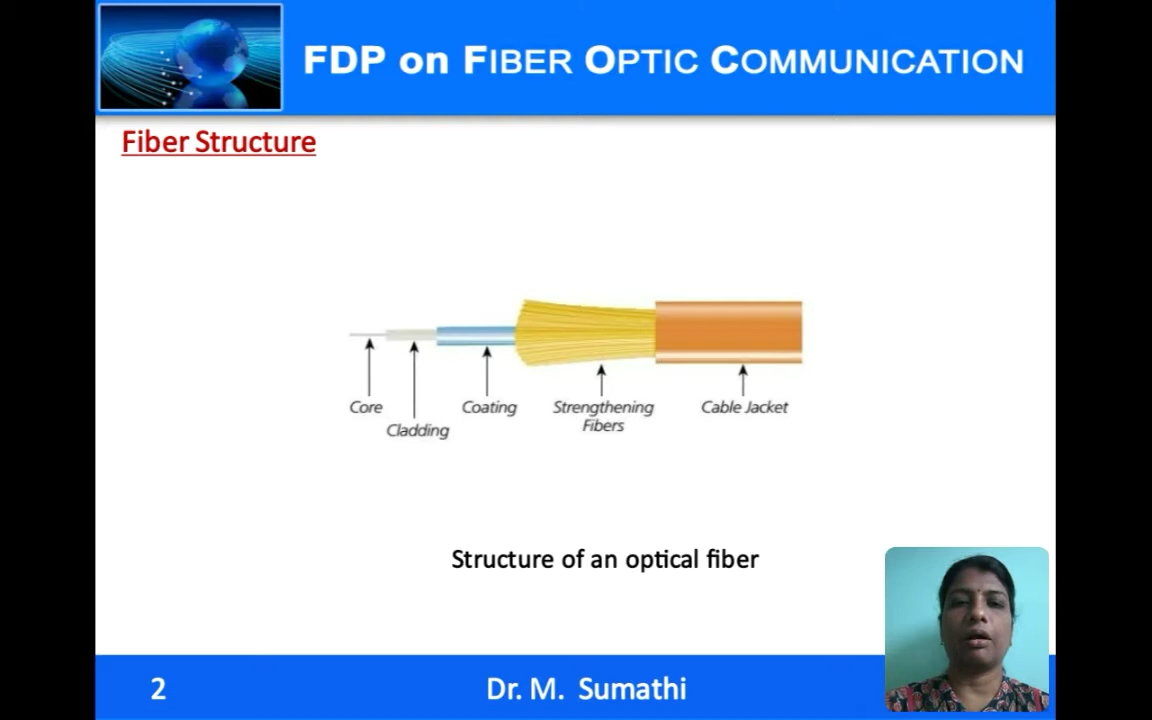 FDP on FIBER OPTIC COMMUNICATION
Fiber Structure
Core
Cladding
Coating
Strengthening
Fibers
Cable Jacket
Structure of an optical fiber
2
Dr. M. Sumathi